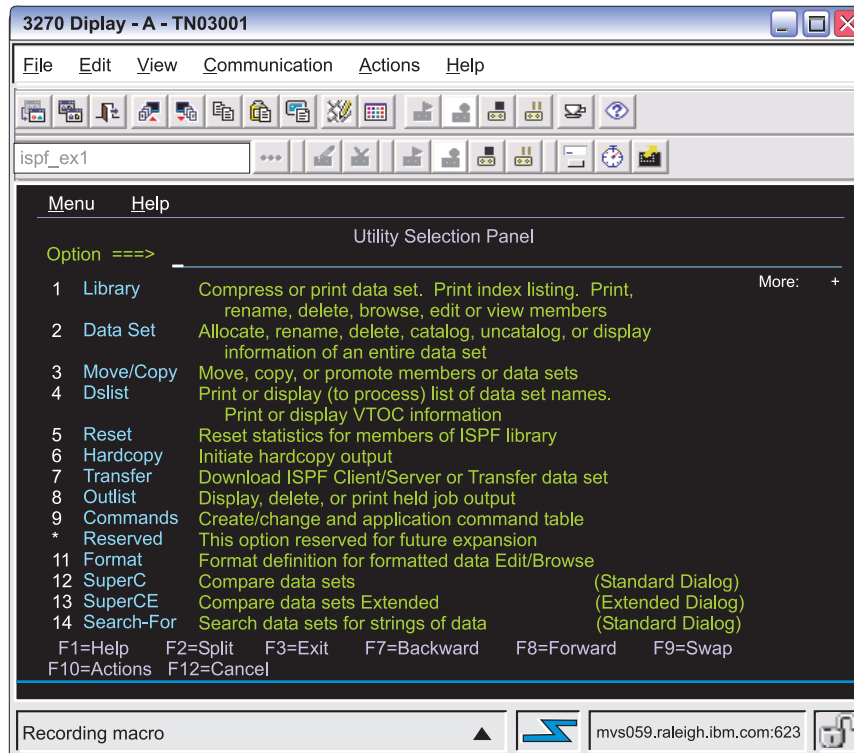 3270 Diplay - A - TN03001
File Edit View Communication Actions Help
ispf_ex1
Menu Help
Utility Selection Panel
Option ===> _
More: +
1 Library Compress or print data set. Print index listing. Print,
rename, delete, browse, edit or view members
2 Data Set Allocate, rename, delete, catalog, uncatalog, or display
information of an entire data set
3 Move/Copy Move, copy, or promote members or data sets
4 Dslist Print or display (to process) list of data set names.
Print or display VTOC information
5 Reset Reset statistics for members of ISPF library
6 Hardcopy Initiate hardcopy output
7 Transfer Download ISPF Client/Server or Transfer data set
8 Outlist Display, delete, or print held job output
9 Commands Create/change and application command table
* Reserved This option reserved for future expansion
11 Format Format definition for formatted data Edit/Browse
12 SuperC Compare data sets (Standard Dialog)
13 SuperCE Compare data sets Extended (Extended Dialog)
14 Search-For Search data sets for strings of data (Standard Dialog)
F1=Help F2=Split F3=Exit F7=Backward F8=Forward F9=Swap
F10=Actions F12=Cancel
Recording macro
mvs059.raleigh.ibm.com:623